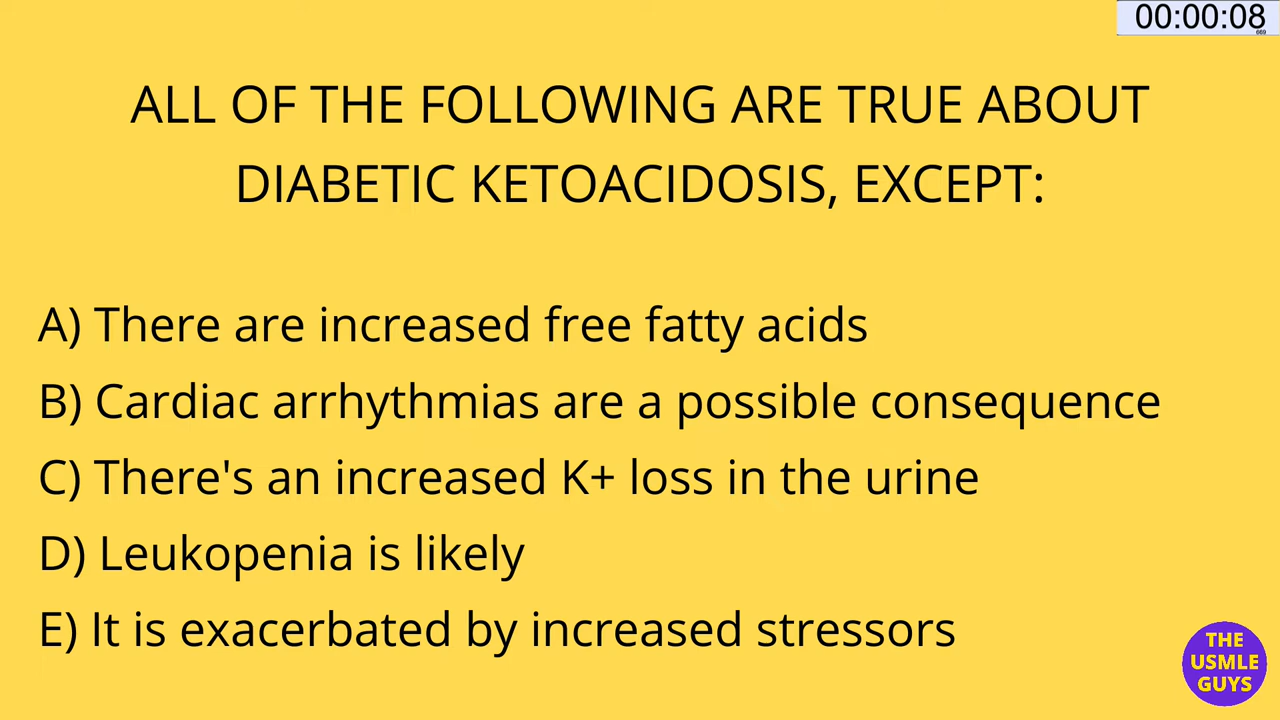 00:00:08
669
ALL OF THE FOLLOWING ARE TRUE ABOUT
DIABETIC KETOACIDOSIS, EXCEPT:
A) There are increased free fatty acids
B) Cardiac arrhythmias are a possible consequence
C) There's an increased K+ loss in the urine
D) Leukopenia is likely
E) It is exacerbated by increased stressors
THE
USMLE
GUYS